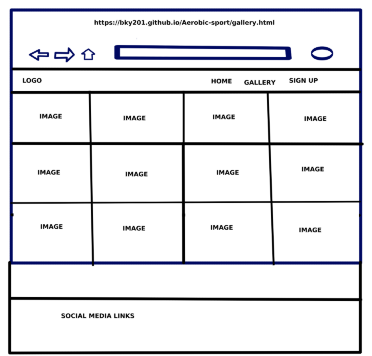 https://bky201.github.io/Aerobic-sport/gallery.html
LOGO HOME GALLERY SIGN UP
IMAGE IMAGE IMAGE IMAGE
IMAGE IMAGE IMAGE IMAGE
IMAGE IMAGE IMAGE IMAGE
SOCIAL MEDIA LINKS